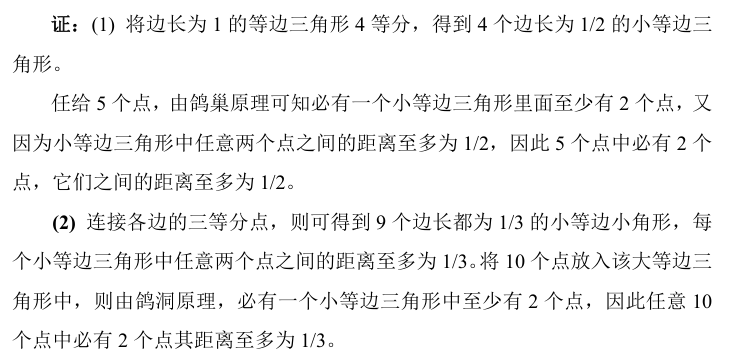 证：(1) 将边长为 1 的等边三角形 4 等分，得到 4 个边长为 1/2 的小等边三
角形。
任给 5 个点，由鸽巢原理可知必有一个小等边三角形里面至少有 2 个点，又
因为小等边三角形中任意两个点之间的距离至多为 1/2，因此 5 个点中必有 2 个
点，它们之间的距离至多为 1/2。
(2) 连接各边的三等分点，则可得到 9 个边长都为 1/3 的小等边小角形，每
个小等边三角形中任意两个点之间的距离至多为 1/3。将 10 个点放入该大等边三
角形中，则由鸽洞原理，必有一个小等边三角形中至少有 2 个点，因此任意 10
个点中必有 2 个点其距离至多为 1/3。